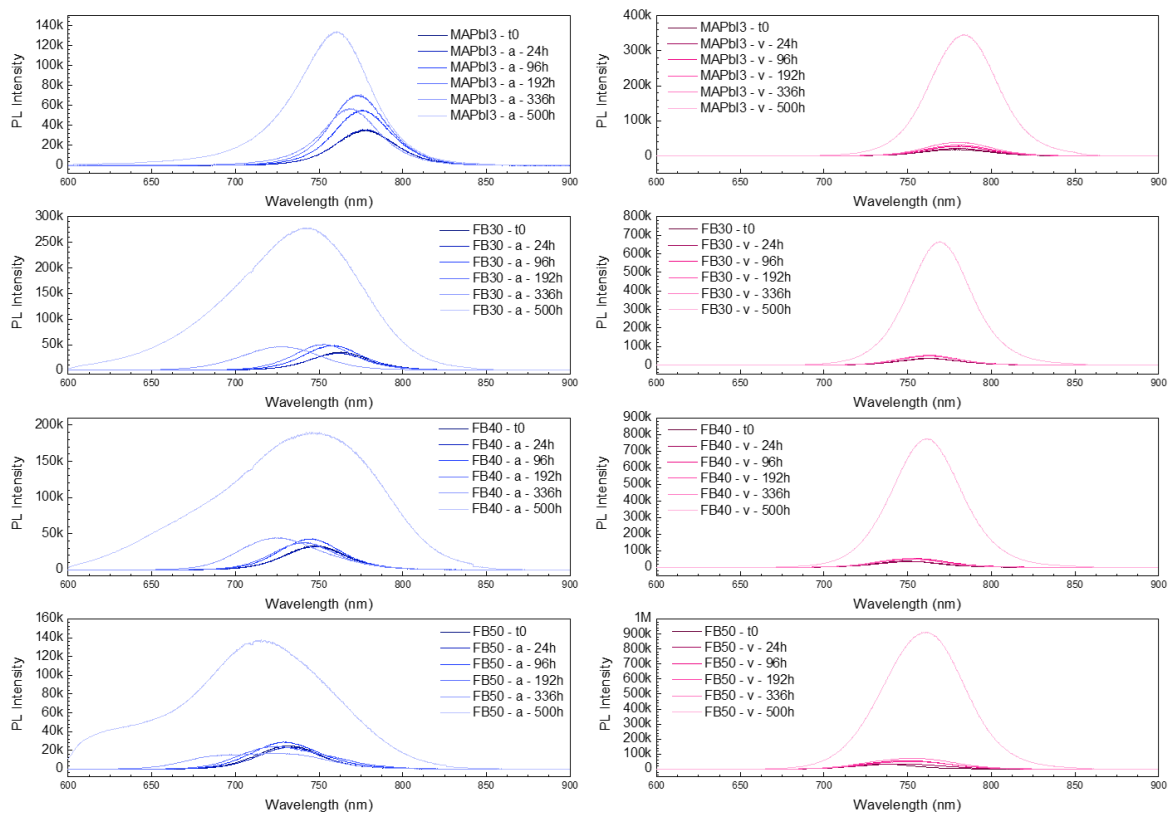 140k
120k
100k
80k
60k
40k
20k
0
PL Intensity
MAPbI3 - t0
MAPbI3 - a - 24h
MAPbI3 - a - 96h
MAPbI3 - a - 192h
MAPbI3 - a - 336h
MAPbI3 - a - 500h
600 650 700 750 800 850 900
Wavelength (nm)
400k
300k
200k
100k
0
PL Intensity
MAPbI3 - t0
MAPbI3 - v - 24h
MAPbI3 - v - 96h
MAPbI3 - v - 192h
MAPbI3 - v - 336h
MAPbI3 - v - 500h
600 650 700 750 800 850 900
Wavelength (nm)
300k
250k
200k
150k
100k
50k
0
PL Intensity
FB30 - t0
FB30 - a - 24h
FB30 - a - 96h
FB30 - a - 192h
FB30 - a - 336h
FB30 - a - 500h
600 650 700 750 800 850 900
Wavelength (nm)
800k
700k
600k
500k
400k
300k
200k
100k
0
PL Intensity
FB30 - t0
FB30 - v - 24h
FB30 - v - 96h
FB30 - v - 192h
FB30 - v - 336h
FB30 - v - 500h
600 650 700 750 800 850 900
Wavelength (nm)
200k
150k
100k
50k
0
PL Intensity
FB40 - t0
FB40 - a - 24h
FB40 - a - 96h
FB40 - a - 192h
FB40 - a - 336h
FB40 - a - 500h
600 650 700 750 800 850 900
Wavelength (nm)
900k
800k
700k
600k
500k
400k
300k
200k
100k
0
PL Intensity
FB40 - t0
FB40 - v - 24h
FB40 - v - 96h
FB40 - v - 192h
FB40 - v - 336h
FB40 - v - 500h
600 650 700 750 800 850 900
Wavelength (nm)
160k
140k
120k
100k
80k
60k
40k
20k
0
PL Intensity
FB50 - t0
FB50 - a - 24h
FB50 - a - 96h
FB50 - a - 192h
FB50 - a - 336h
FB50 - a - 500h
600 650 700 750 800 850 900
Wavelength (nm)
1M
900k
800k
700k
600k
500k
400k
300k
200k
100k
0
PL Intensity
FB50 - t0
FB50 - v - 24h
FB50 - v - 96h
FB50 - v - 192h
FB50 - v - 336h
FB50 - v - 500h
600 650 700 750 800 850 900
Wavelength (nm)